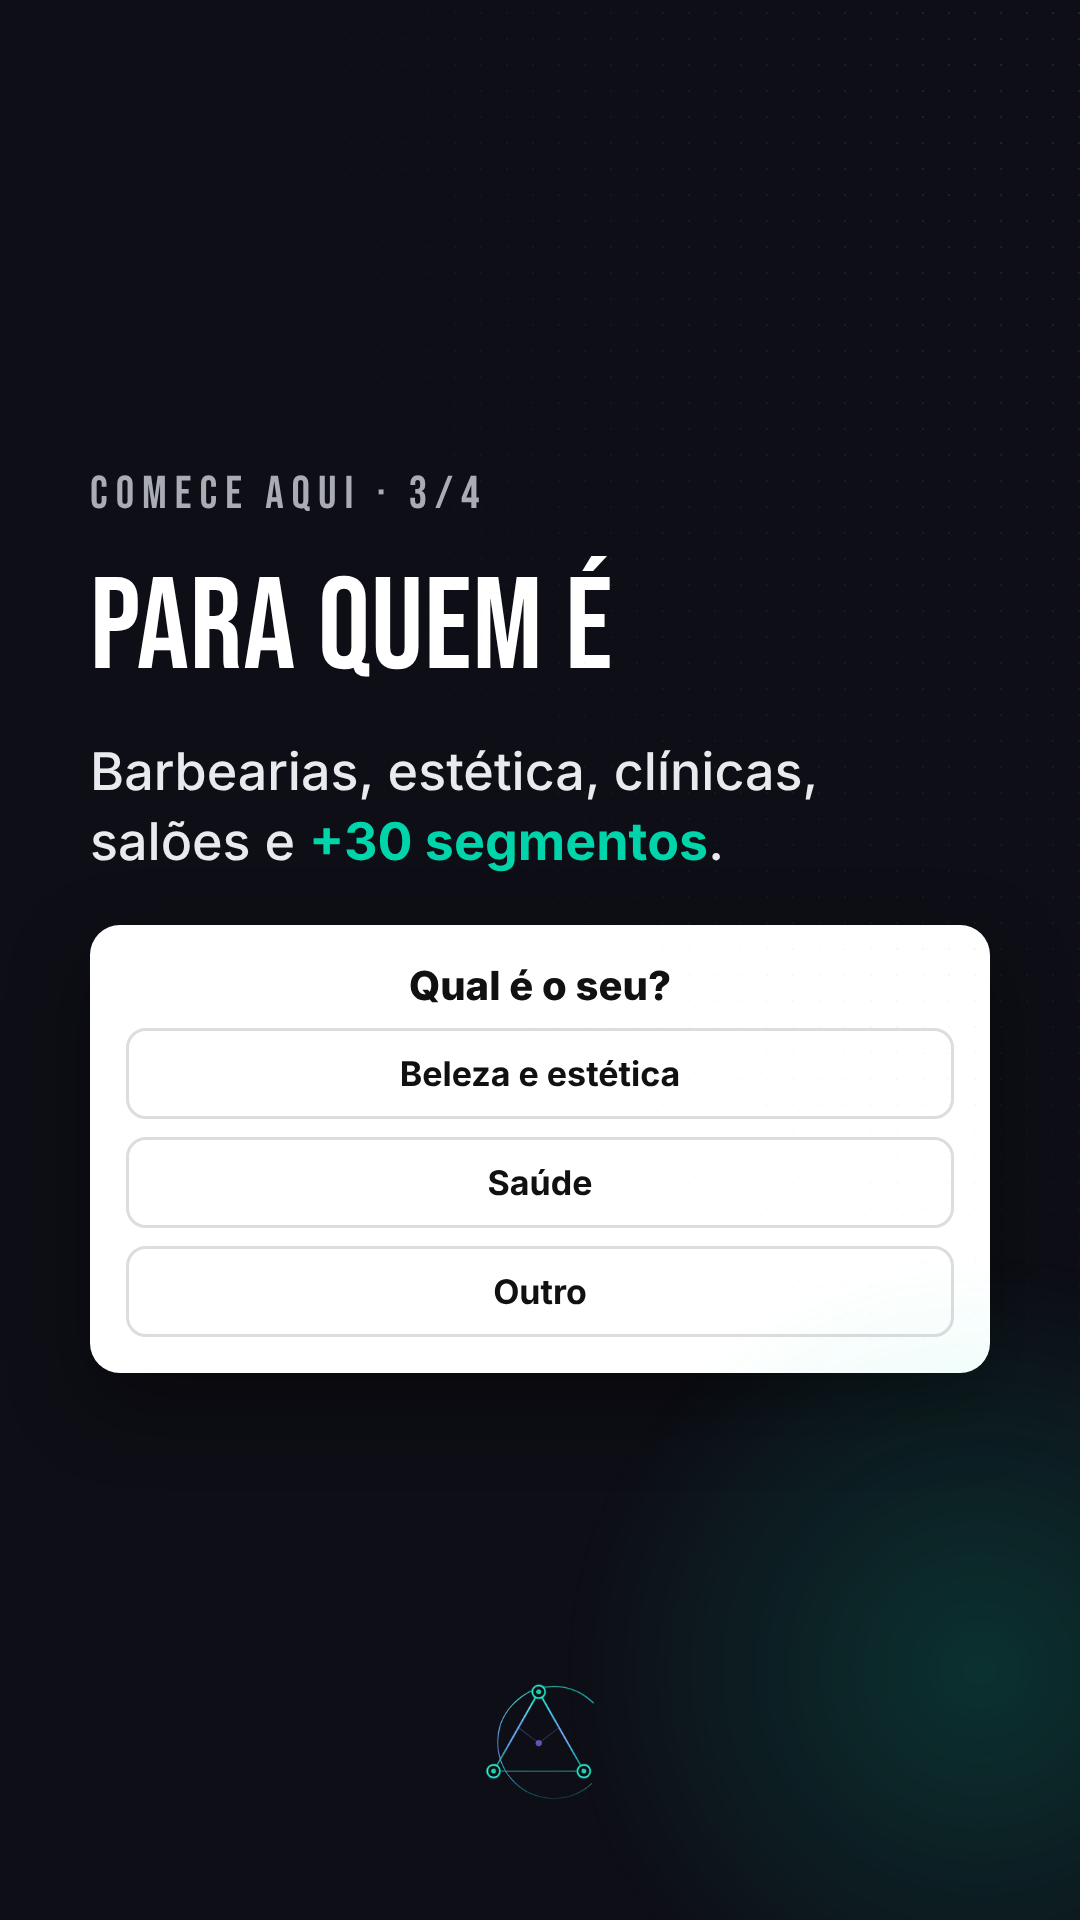 COMECE AQUI · 3/4
PARA QUEM É
Barbearias, estética, clínicas,
salões e +30 segmentos.
Qual é o seu?
Beleza e estética
Saúde
Outro